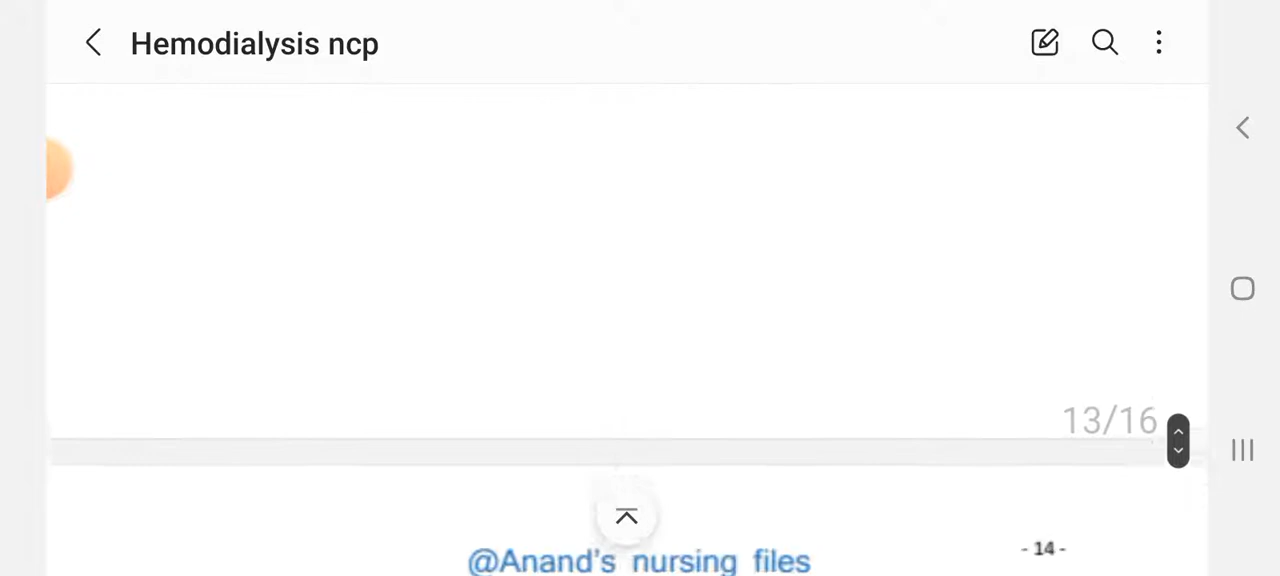 Hemodialysis ncp
13/16
- 14 -
@Anand's nursing files